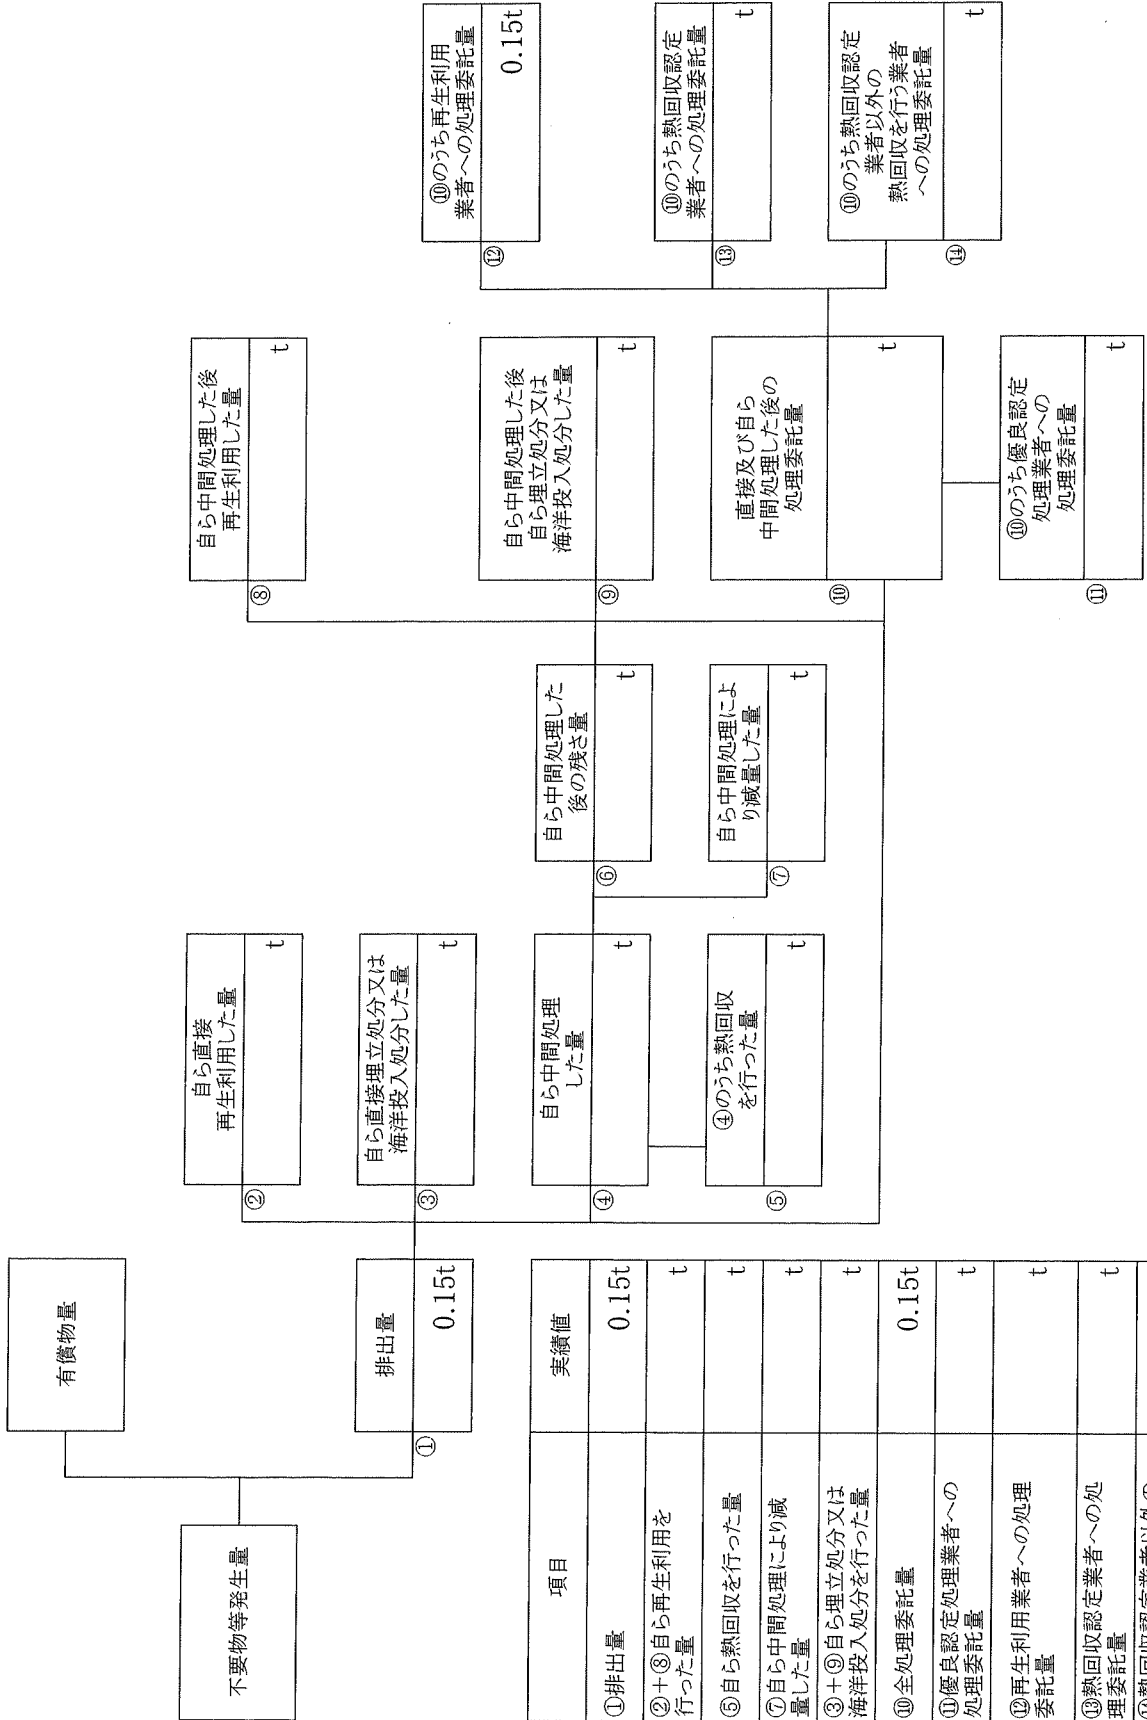 不要物等発生量
有償物量
排出量
①
0.15t
自ら直接
再生利用した量
②
t
自ら直接埋立処分又は
海洋投入処分した量
③
t
自ら中間処理
した量
④
t
④のうち熱回収
を行った量
⑤
t
自ら中間処理した
後の残さ量
⑥
t
自ら中間処理によ
り減量した量
⑦
t
自ら中間処理した後
再生利用した量
⑧
t
自ら中間処理した後
自ら埋立処分又は
海洋投入処分した量
⑨
t
直接及び自ら
中間処理した後の
処理委託量
⑩
t
⑩のうち優良認定
処理業者への
処理委託量
⑪
t
⑩のうち再生利用
業者への処理委託量
⑫
0.15t
⑩のうち熱回収認定
業者への処理委託量
⑬
t
⑩のうち熱回収認定
業者以外の
熱回収を行う業者
への処理委託量
⑭
t
項目
実績値
①排出量
0.15t
②+⑧自ら再生利用を
行った量
t
⑤自ら熱回収を行った量
t
⑦自ら中間処理により減
量した量
t
③+⑨自ら埋立処分又は
海洋投入処分を行った量
t
⑩全処理委託量
0.15t
⑪優良認定処理業者への
処理委託量
t
⑫再生利用業者への処理
委託量
t
⑬熱回収認定業者への処
理委託量
t
⑭熱回収認定業者以外の